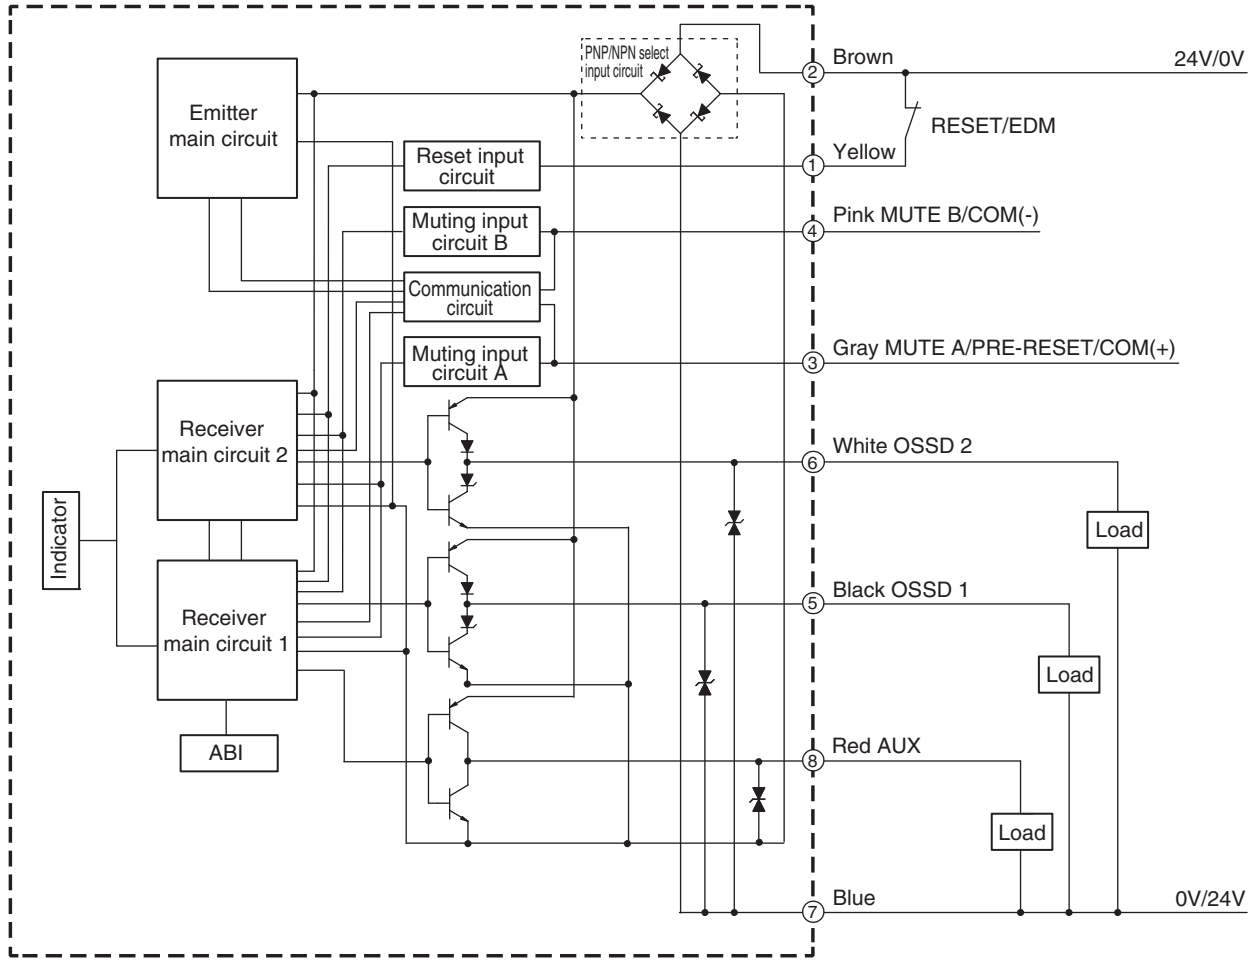 PNP/NPN select
input circuit
2
Brown
24V/0V
Emitter
main circuit
RESET/EDM
Reset input
circuit
1
Yellow
Muting input
circuit B
4
Pink MUTE B/COM(-)
Communication
circuit
Muting input
circuit A
3
Gray MUTE A/PRE-RESET/COM(+)
Receiver
main circuit 2
6
White OSSD 2
Load
Indicator
Receiver
main circuit 1
5
Black OSSD 1
Load
ABI
8
Red AUX
Load
7
Blue
0V/24V